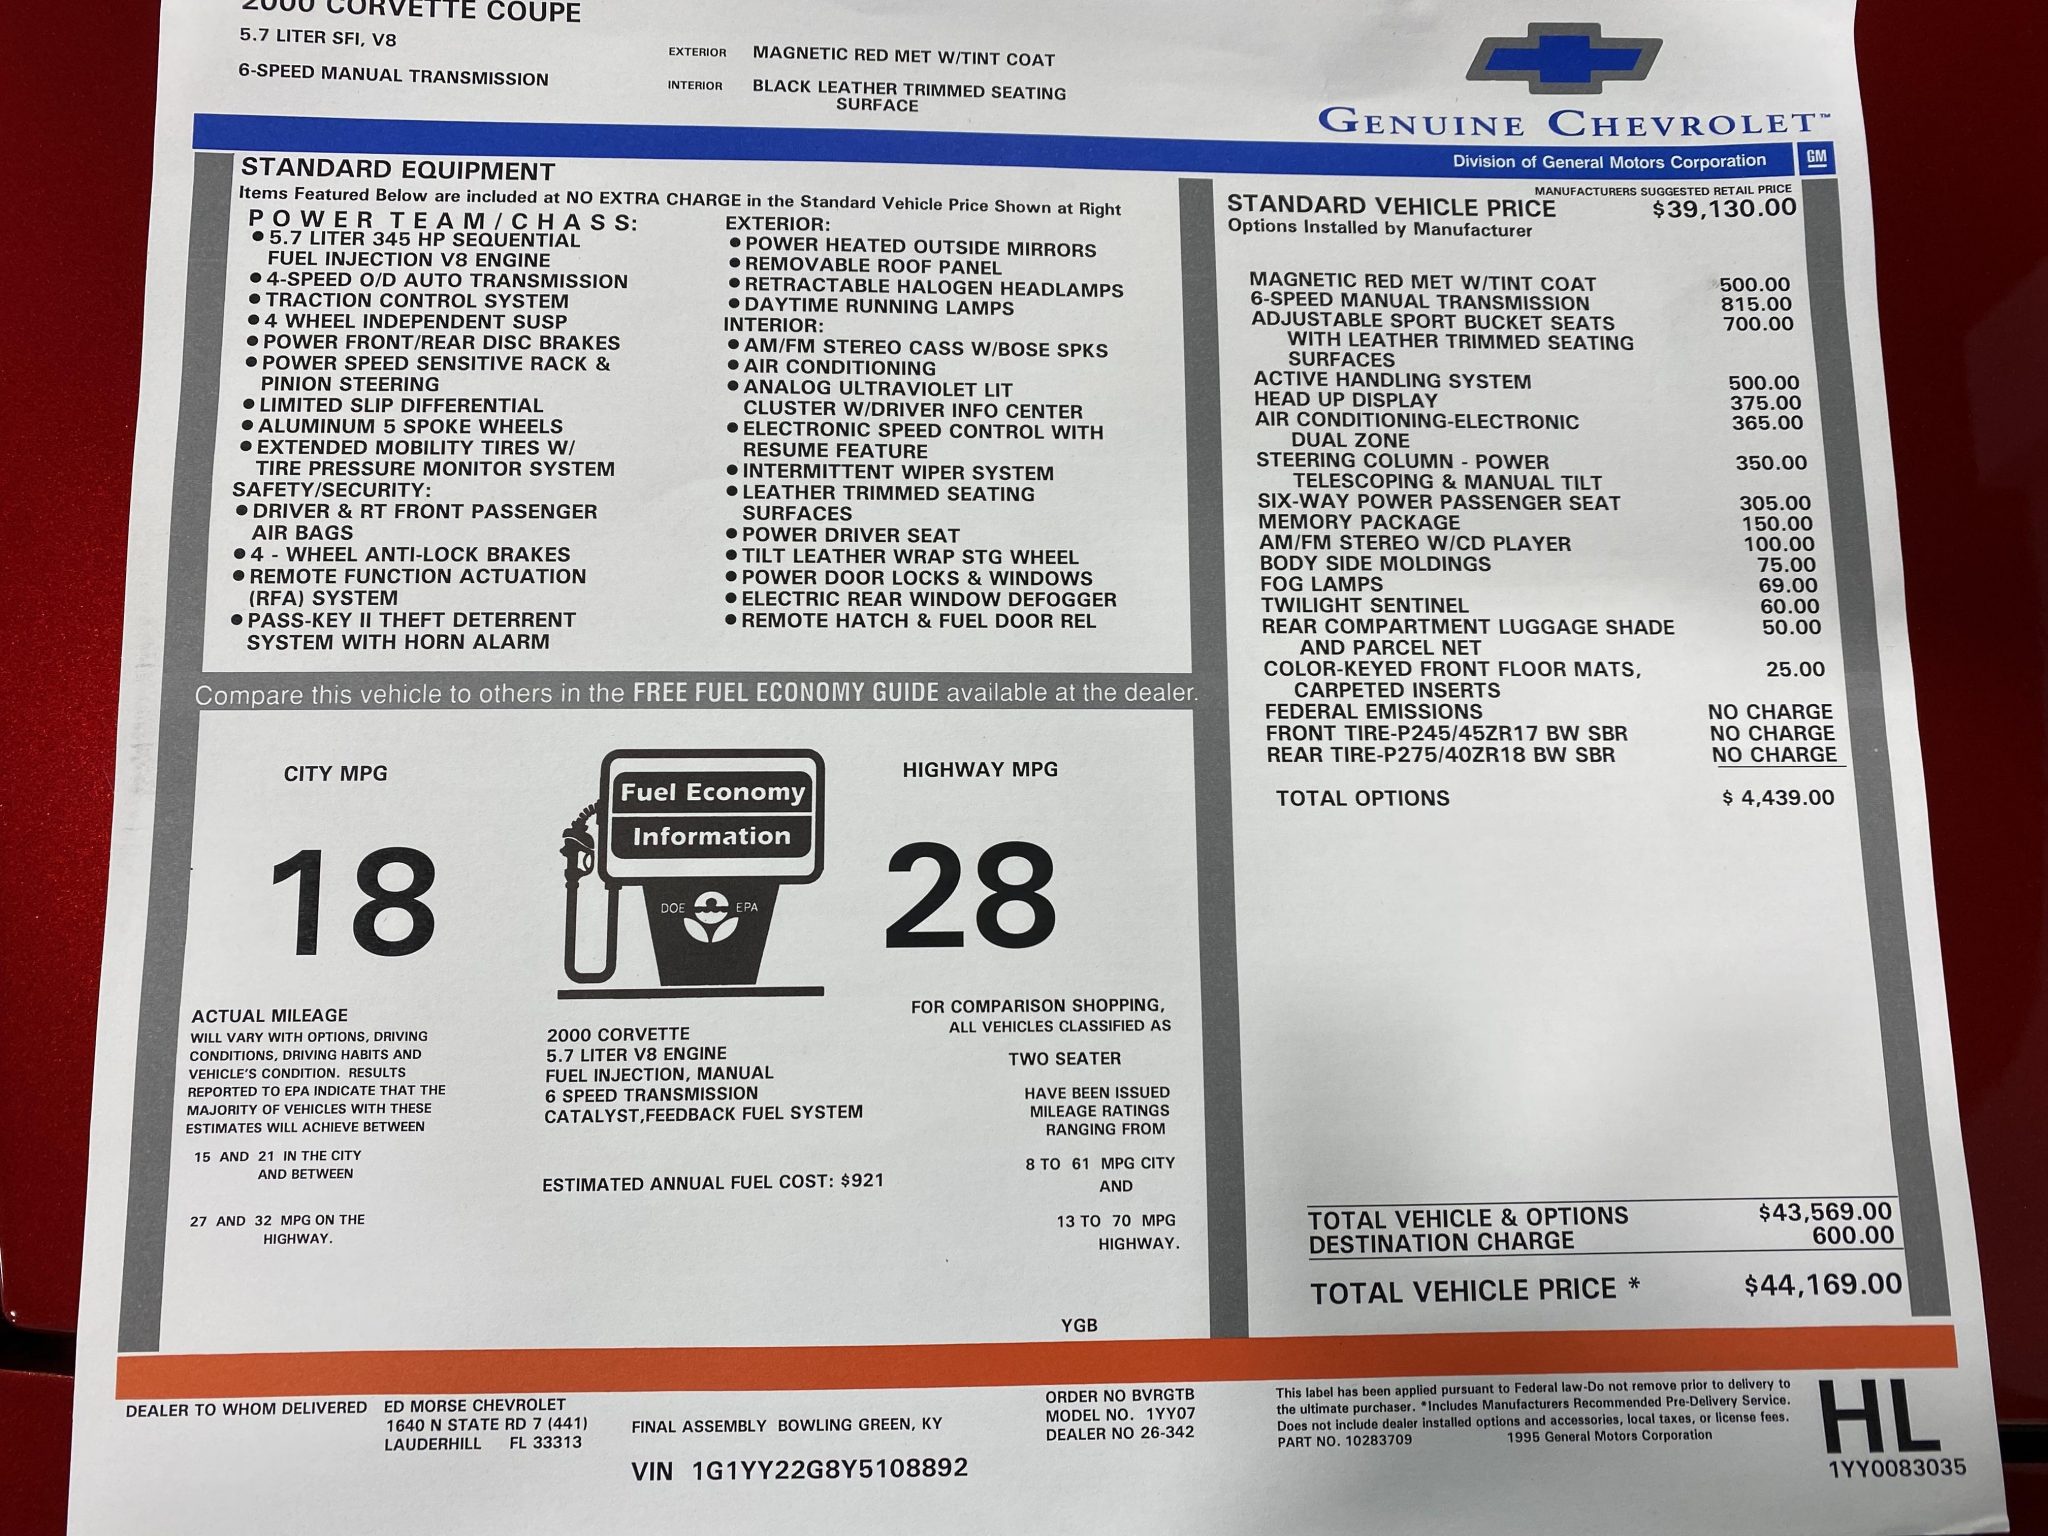 2000 CORVETTE COUPE
5.7 LITER SFI, V8
6-SPEED MANUAL TRANSMISSION
EXTERIOR MAGNETIC RED MET W/TINT COAT
INTERIOR BLACK LEATHER TRIMMED SEATING
SURFACE
GENUINE CHEVROLET™
Division of General Motors Corporation GM
STANDARD EQUIPMENT
Items Featured Below are included at NO EXTRA CHARGE in the Standard Vehicle Price Shown at Right
POWER TEAM/CHASS:
● 5.7 LITER 345 HP SEQUENTIAL
FUEL INJECTION V8 ENGINE
● 4-SPEED O/D AUTO TRANSMISSION
● TRACTION CONTROL SYSTEM
● 4 WHEEL INDEPENDENT SUSP
● POWER FRONT/REAR DISC BRAKES
● POWER SPEED SENSITIVE RACK &
PINION STEERING
● LIMITED SLIP DIFFERENTIAL
● ALUMINUM 5 SPOKE WHEELS
● EXTENDED MOBILITY TIRES W/
TIRE PRESSURE MONITOR SYSTEM
SAFETY/SECURITY:
● DRIVER & RT FRONT PASSENGER
AIR BAGS
● 4 - WHEEL ANTI-LOCK BRAKES
● REMOTE FUNCTION ACTUATION
(RFA) SYSTEM
● PASS-KEY II THEFT DETERRENT
SYSTEM WITH HORN ALARM
EXTERIOR:
● POWER HEATED OUTSIDE MIRRORS
● REMOVABLE ROOF PANEL
● RETRACTABLE HALOGEN HEADLAMPS
● DAYTIME RUNNING LAMPS
INTERIOR:
● AM/FM STEREO CASS W/BOSE SPKS
● AIR CONDITIONING
● ANALOG ULTRAVIOLET LIT
CLUSTER W/DRIVER INFO CENTER
● ELECTRONIC SPEED CONTROL WITH
RESUME FEATURE
● INTERMITTENT WIPER SYSTEM
● LEATHER TRIMMED SEATING
SURFACES
● POWER DRIVER SEAT
● TILT LEATHER WRAP STG WHEEL
● POWER DOOR LOCKS & WINDOWS
● ELECTRIC REAR WINDOW DEFOGGER
● REMOTE HATCH & FUEL DOOR REL
MANUFACTURERS SUGGESTED RETAIL PRICE
STANDARD VEHICLE PRICE $39,130.00
Options Installed by Manufacturer
MAGNETIC RED MET W/TINT COAT 500.00
6-SPEED MANUAL TRANSMISSION 815.00
ADJUSTABLE SPORT BUCKET SEATS 700.00
WITH LEATHER TRIMMED SEATING
SURFACES
ACTIVE HANDLING SYSTEM 500.00
HEAD UP DISPLAY 375.00
AIR CONDITIONING-ELECTRONIC 365.00
DUAL ZONE
STEERING COLUMN - POWER 350.00
TELESCOPING & MANUAL TILT
SIX-WAY POWER PASSENGER SEAT 305.00
MEMORY PACKAGE 150.00
AM/FM STEREO W/CD PLAYER 100.00
BODY SIDE MOLDINGS 75.00
FOG LAMPS 69.00
TWILIGHT SENTINEL 60.00
REAR COMPARTMENT LUGGAGE SHADE 50.00
AND PARCEL NET
COLOR-KEYED FRONT FLOOR MATS, 25.00
CARPETED INSERTS
FEDERAL EMISSIONS NO CHARGE
FRONT TIRE-P245/45ZR17 BW SBR NO CHARGE
REAR TIRE-P275/40ZR18 BW SBR NO CHARGE
TOTAL OPTIONS $ 4,439.00
TOTAL VEHICLE & OPTIONS $43,569.00
DESTINATION CHARGE 600.00
TOTAL VEHICLE PRICE * $44,169.00
Compare this vehicle to others in the FREE FUEL ECONOMY GUIDE available at the dealer.
CITY MPG
18
Fuel Economy
Information
DOE EPA
HIGHWAY MPG
28
ACTUAL MILEAGE
WILL VARY WITH OPTIONS, DRIVING
CONDITIONS, DRIVING HABITS AND
VEHICLE'S CONDITION. RESULTS
REPORTED TO EPA INDICATE THAT THE
MAJORITY OF VEHICLES WITH THESE
ESTIMATES WILL ACHIEVE BETWEEN
15 AND 21 IN THE CITY
AND BETWEEN
27 AND 32 MPG ON THE
HIGHWAY.
2000 CORVETTE
5.7 LITER V8 ENGINE
FUEL INJECTION, MANUAL
6 SPEED TRANSMISSION
CATALYST,FEEDBACK FUEL SYSTEM
ESTIMATED ANNUAL FUEL COST: $921
FOR COMPARISON SHOPPING,
ALL VEHICLES CLASSIFIED AS
TWO SEATER
HAVE BEEN ISSUED
MILEAGE RATINGS
RANGING FROM
8 TO 61 MPG CITY
AND
13 TO 70 MPG
HIGHWAY.
YGB
DEALER TO WHOM DELIVERED ED MORSE CHEVROLET
1640 N STATE RD 7 (441)
LAUDERHILL FL 33313
FINAL ASSEMBLY BOWLING GREEN, KY
VIN 1G1YY22G8Y5108892
ORDER NO BVRGTB
MODEL NO. 1YY07
DEALER NO 26-342
This label has been applied pursuant to Federal law-Do not remove prior to delivery to
the ultimate purchaser. *Includes Manufacturers Recommended Pre-Delivery Service.
Does not include dealer installed options and accessories, local taxes, or license fees.
PART NO. 10283709 1995 General Motors Corporation
HL
1YY0083035